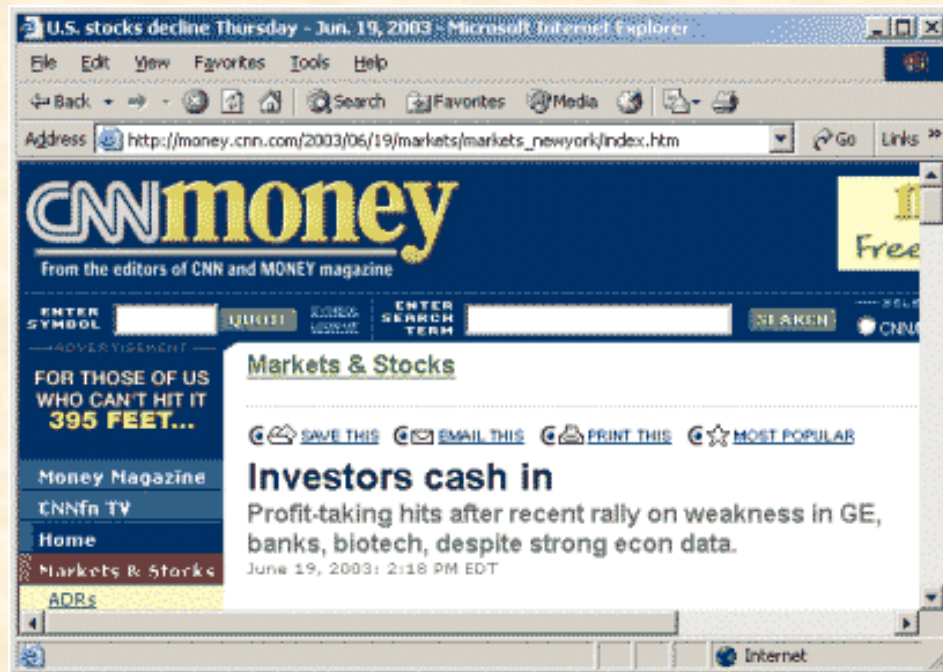 U.S. stocks decline Thursday - Jun. 19, 2003 - Microsoft Internet Explorer
File Edit View Favorites Tools Help
Back Search Favorites Media
Address http://money.cnn.com/2003/06/19/markets/markets_newyork/index.htm Go Links »
CNNmoney
Free
From the editors of CNN and MONEY magazine
ENTER SYMBOL QUOTE
ENTER SEARCH TERM SEARCH
ADVERTISEMENT
FOR THOSE OF US
WHO CAN'T HIT IT
395 FEET...
Money Magazine
CNNfn TV
Home
Markets & Stocks
ADRs
Markets & Stocks
SAVE THIS EMAIL THIS PRINT THIS MOST POPULAR
Investors cash in
Profit-taking hits after recent rally on weakness in GE,
banks, biotech, despite strong econ data.
June 19, 2003: 2:18 PM EDT
Internet